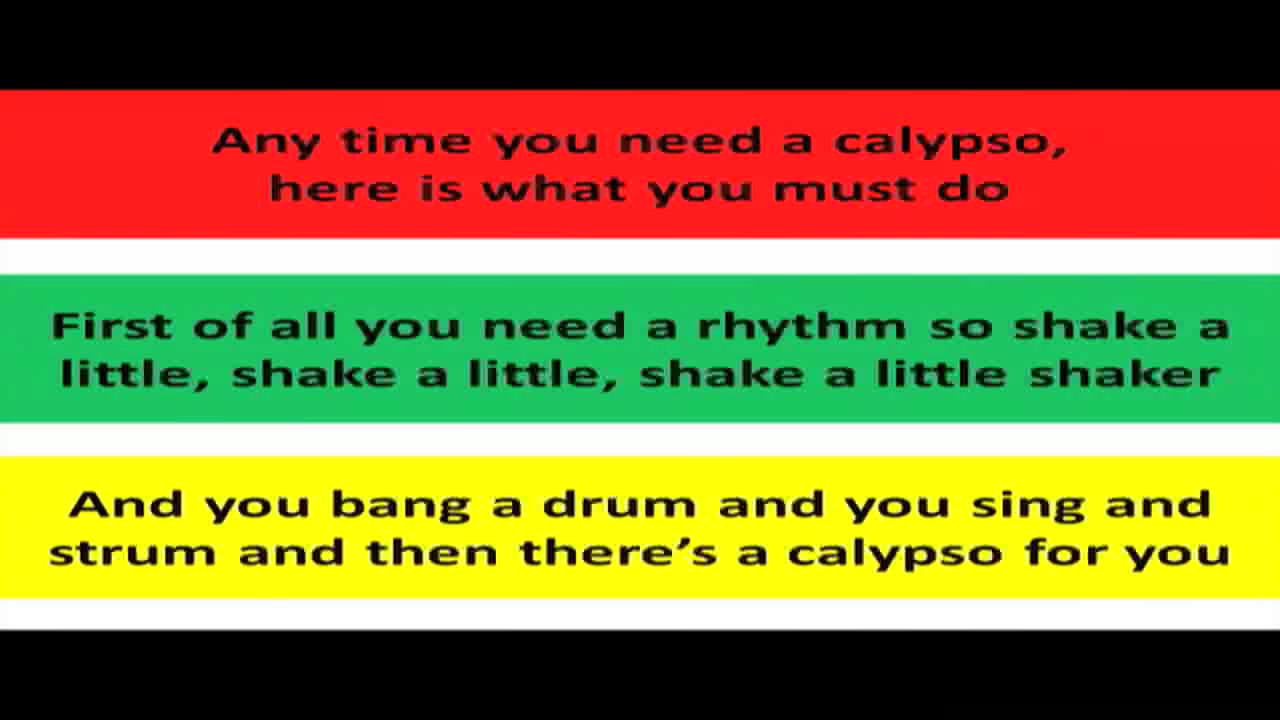 Any time you need a calypso,
here is what you must do
First of all you need a rhythm so shake a
little, shake a little, shake a little shaker
And you bang a drum and you sing and
strum and then there’s a calypso for you